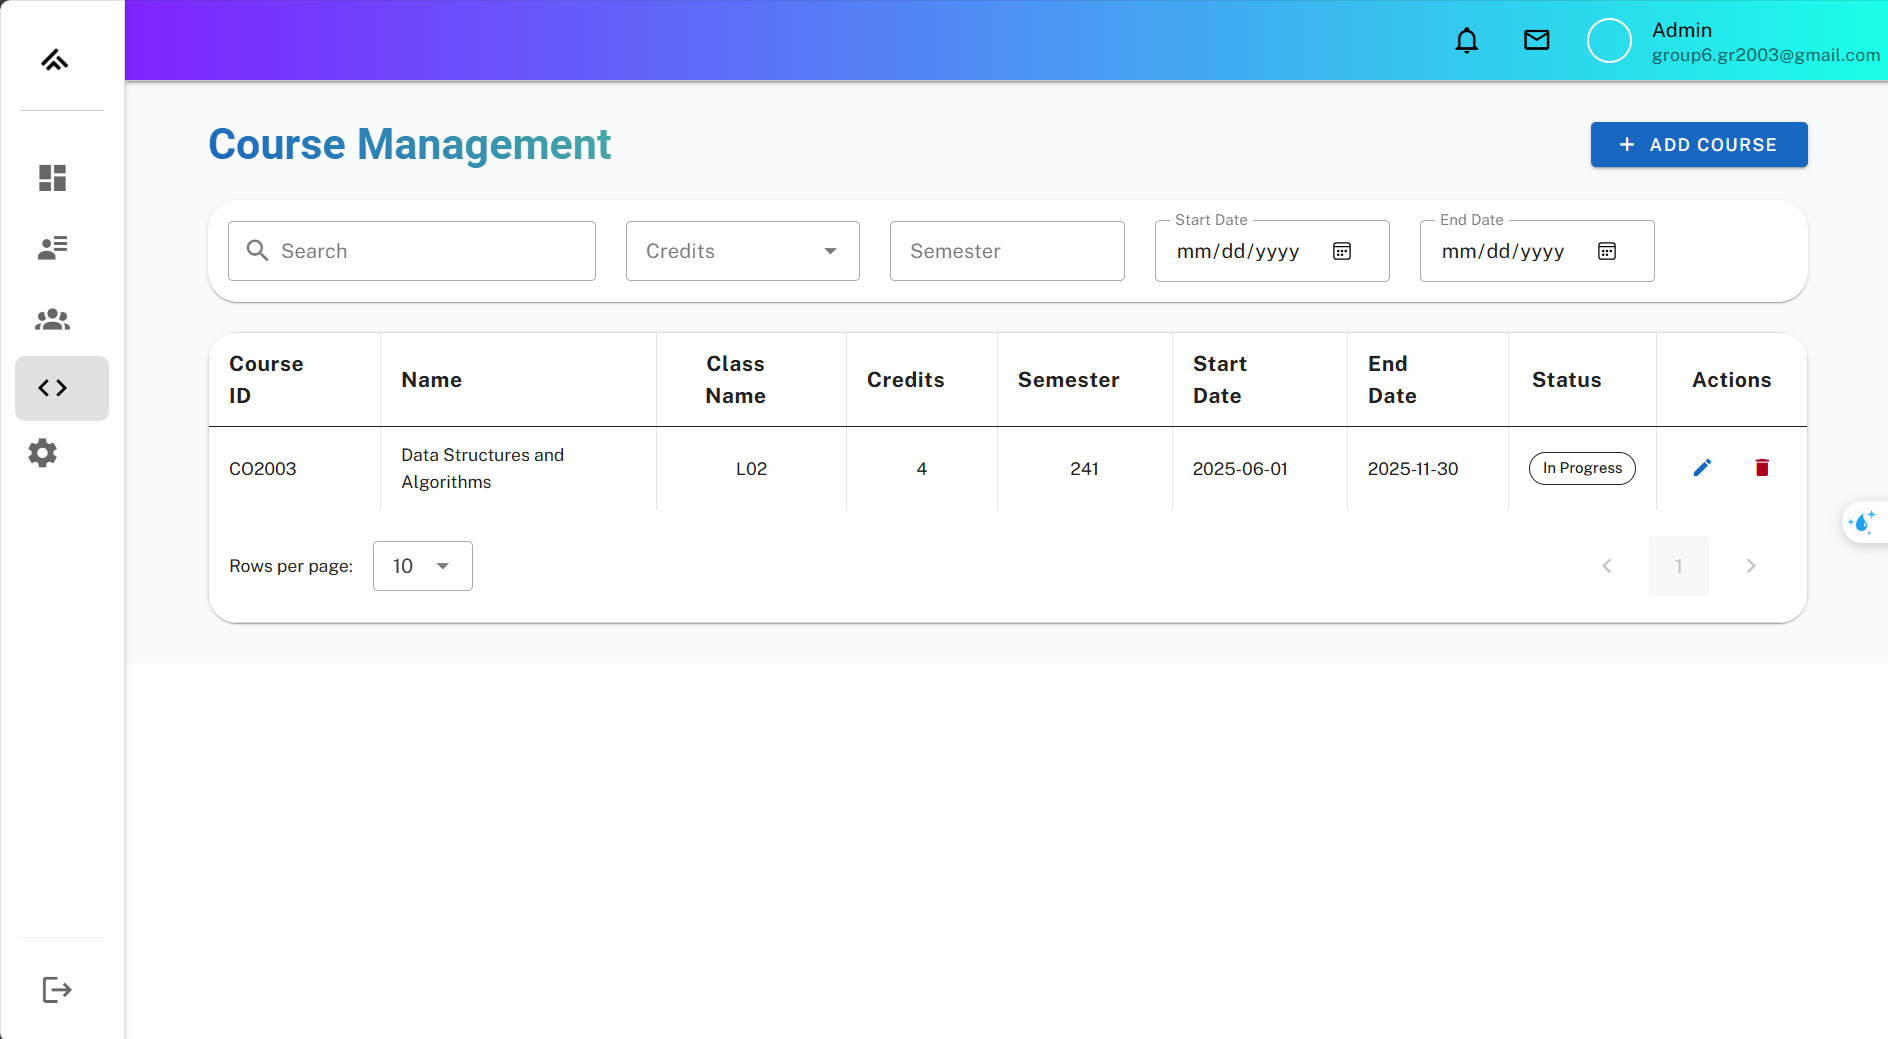 Admin
group6.gr2003@gmail.com
Course Management
ADD COURSE
Search
Credits
Semester
Start Date
mm/dd/yyyy
End Date
mm/dd/yyyy
Course ID
Name
Class Name
Credits
Semester
Start Date
End Date
Status
Actions
CO2003
Data Structures and
Algorithms
L02
4
241
2025-06-01
2025-11-30
In Progress
Rows per page:
10
1